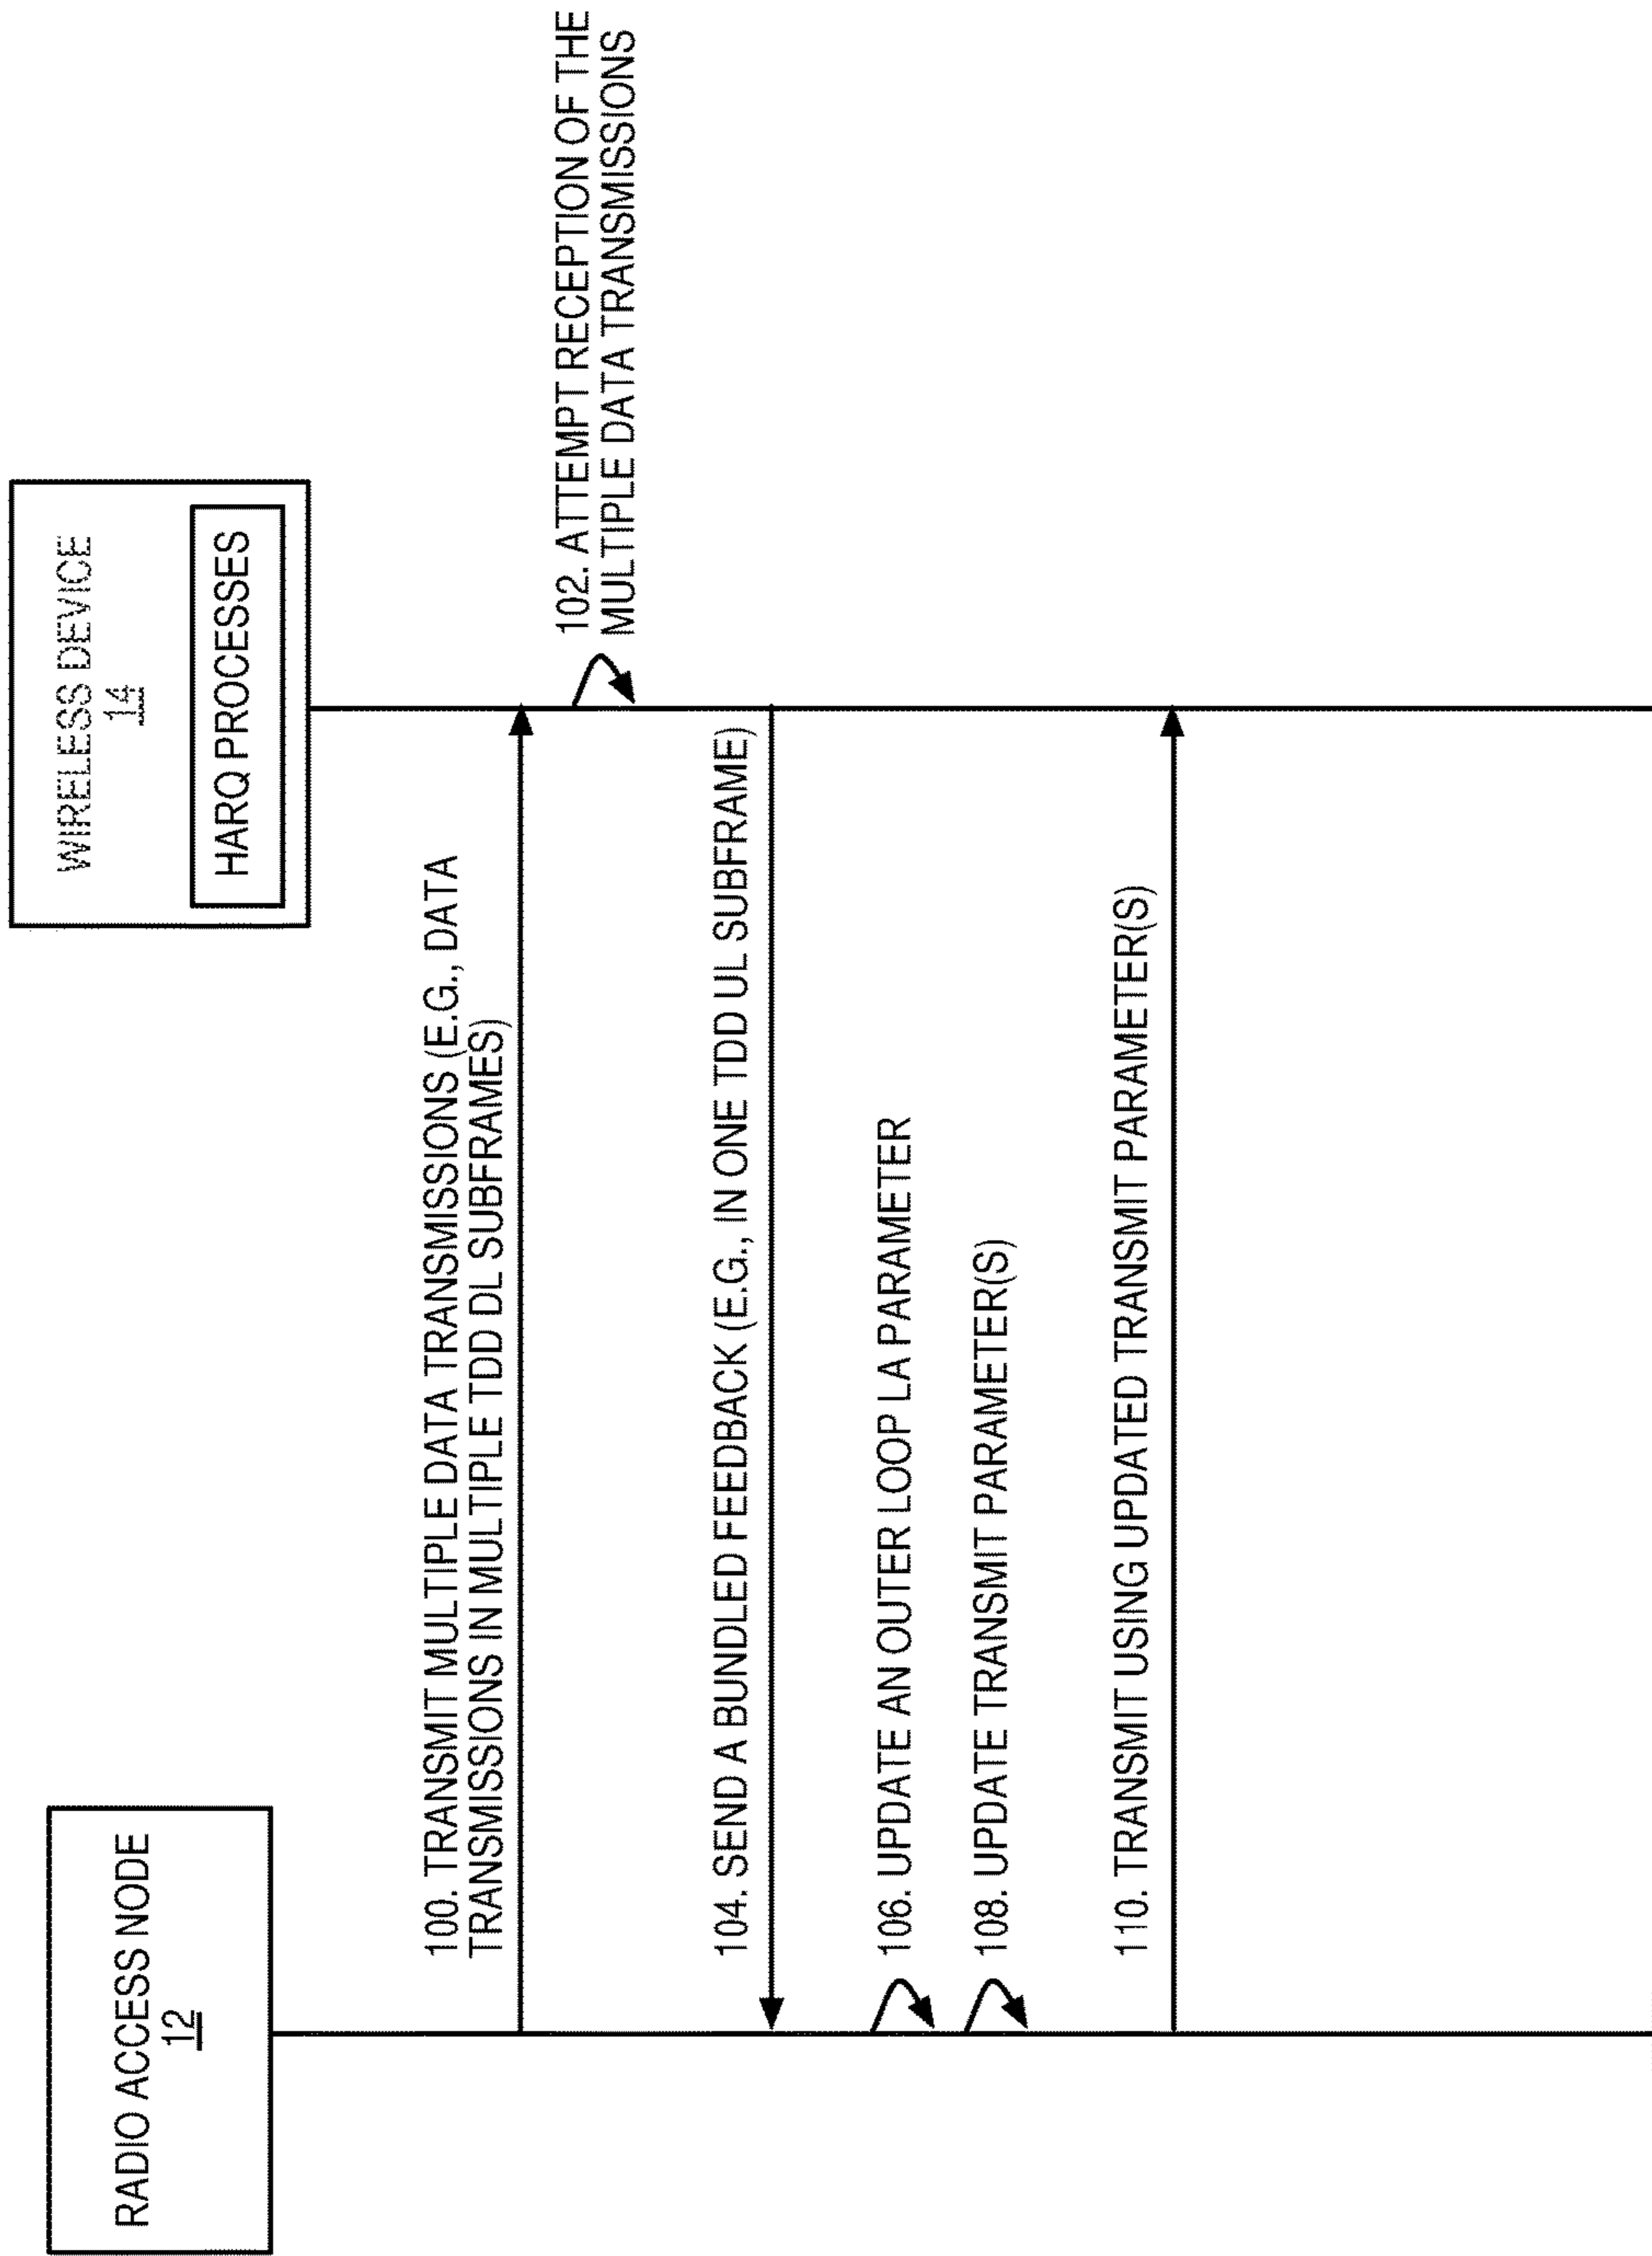 RADIO ACCESS NODE
12
WIRELESS DEVICE
14
HARQ PROCESSES
100. TRANSMIT MULTIPLE DATA TRANSMISSIONS (E.G., DATA
TRANSMISSIONS IN MULTIPLE TDD DL SUBFRAMES)
102. ATTEMPT RECEPTION OF THE
MULTIPLE DATA TRANSMISSIONS
104. SEND A BUNDLED FEEDBACK (E.G., IN ONE TDD UL SUBFRAME)
106. UPDATE AN OUTER LOOP LA PARAMETER
108. UPDATE TRANSMIT PARAMETER(S)
110. TRANSMIT USING UPDATED TRANSMIT PARAMETER(S)